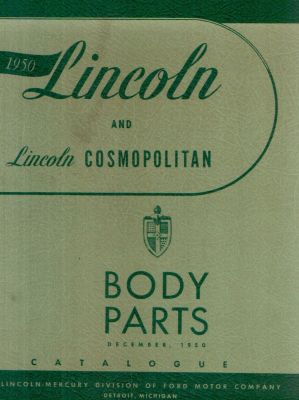 1950 Lincoln
AND
Lincoln COSMOPOLITAN
BODY
PARTS
DECEMBER, 1950
CATALOGUE
LINCOLN-MERCURY DIVISION OF FORD MOTOR COMPANY
DETROIT, MICHIGAN